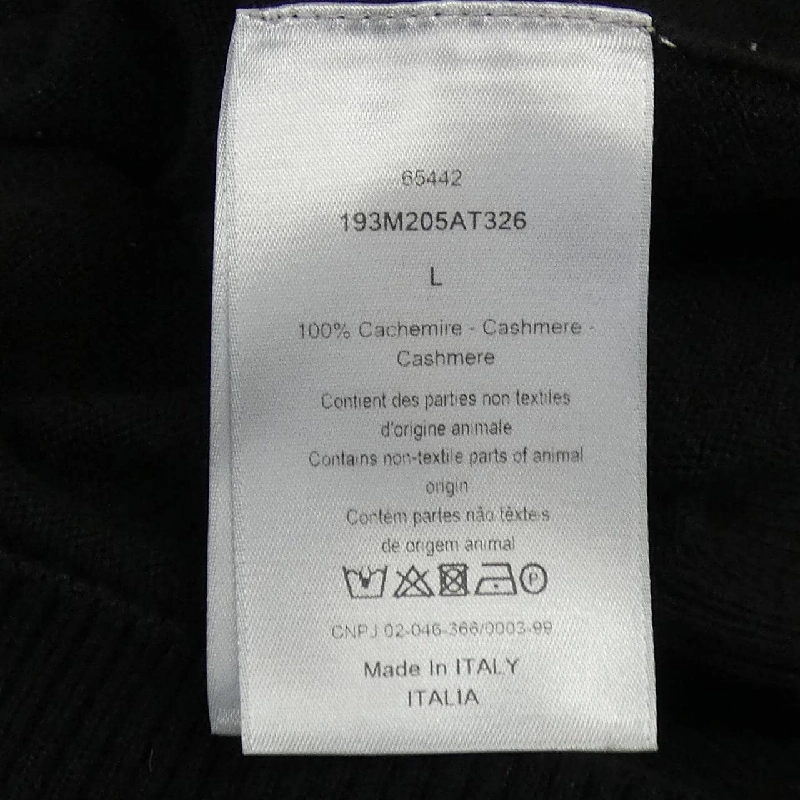 65442
193M205AT326
L
100% Cachemire - Cashmere -
Cashmere
Contient des parties non textiles
d'origine animale
Contains non-textile parts of animal
origin
Contém partes não têxteis
de origem animal
P
CNPJ 02-046-366/0003-99
Made In ITALY
ITALIA